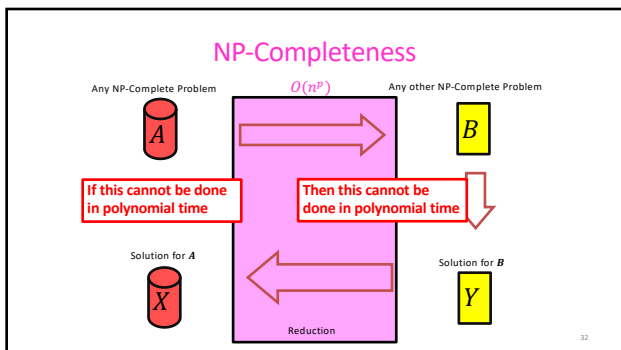 NP-Completeness
Any NP-Complete Problem
O(n^p)
Any other NP-Complete Problem
A
B
If this cannot be done
in polynomial time
Then this cannot be
done in polynomial time
Solution for A
Solution for B
X
Y
Reduction
32